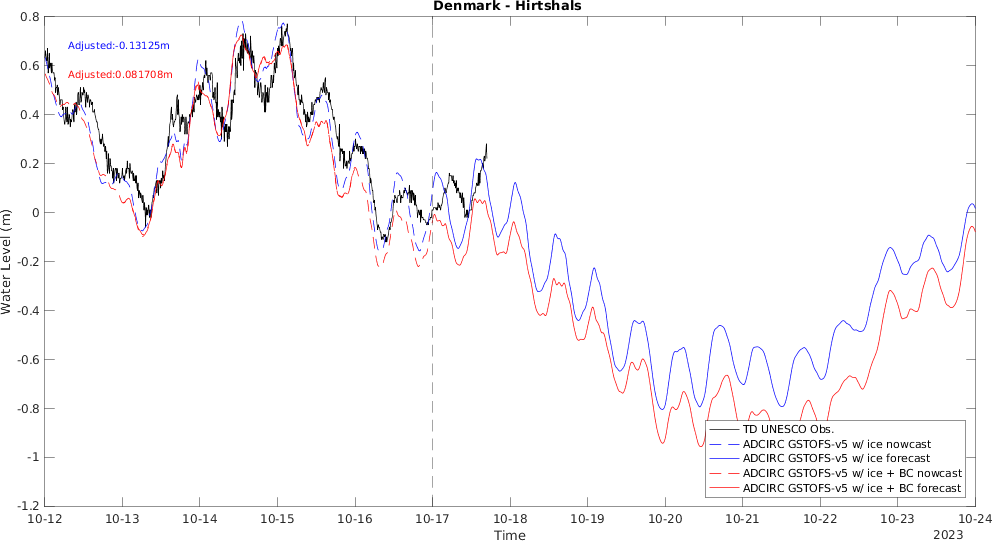 Denmark - Hirtshals
Adjusted:-0.13125m
Adjusted:0.081708m
Water Level (m)
0.8
0.6
0.4
0.2
0
-0.2
-0.4
-0.6
-0.8
-1
-1.2
TD UNESCO Obs.
ADCIRC GSTOFS-v5 w/ ice nowcast
ADCIRC GSTOFS-v5 w/ ice forecast
ADCIRC GSTOFS-v5 w/ ice + BC nowcast
ADCIRC GSTOFS-v5 w/ ice + BC forecast
10-12 10-13 10-14 10-15 10-16 10-17 10-18 10-19 10-20 10-21 10-22 10-23 10-24
Time
2023